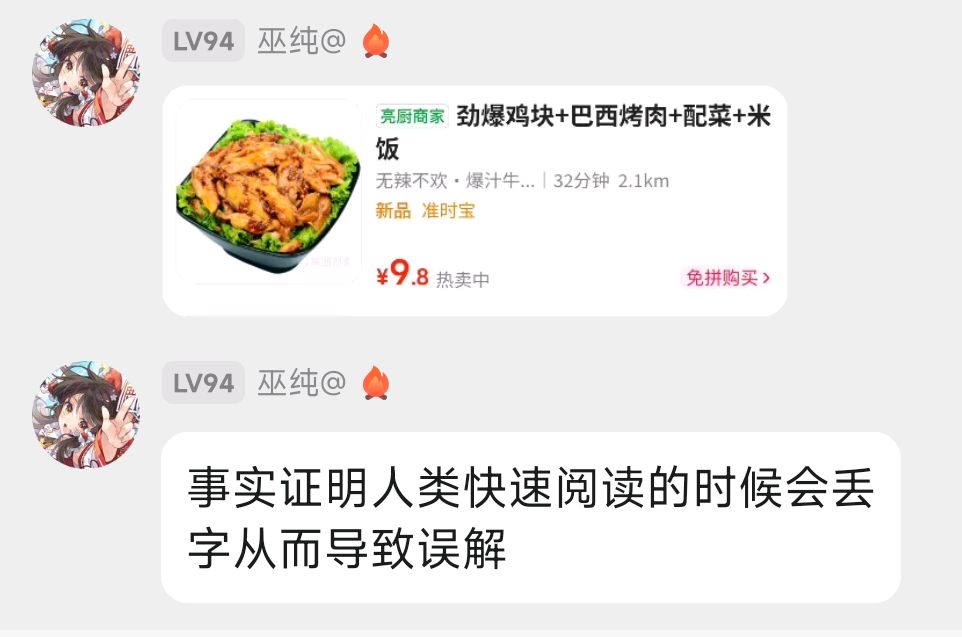 LV94 巫纯@
亮厨商家 劲爆鸡块+巴西烤肉+配菜+米
饭
无辣不欢·爆汁牛...|32分钟 2.1km
新品 准时宝
¥9.8 热卖中
免拼购买>
LV94 巫纯@
事实证明人类快速阅读的时候会丢
字从而导致误解